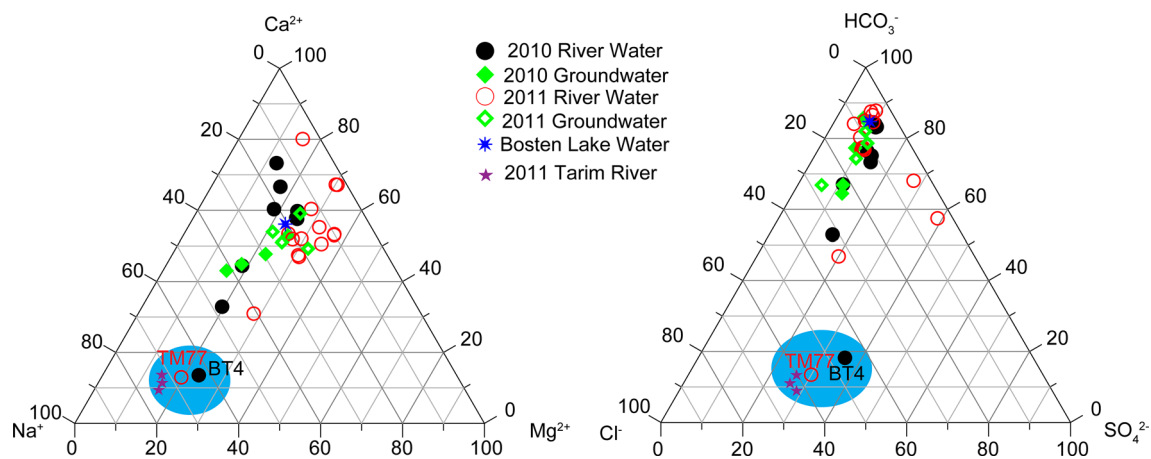 Ca²⁺
0 100
20 80
40 60
60 40
80 20
100 0
Na⁺ Mg²⁺
0 20 40 60 80 100
TM77
BT4
2010 River Water
2010 Groundwater
2011 River Water
2011 Groundwater
Bosten Lake Water
2011 Tarim River
HCO₃⁻
0 100
20 80
40 60
60 40
80 20
100 0
Cl⁻ SO₄²⁻
0 20 40 60 80 100
TM77
BT4